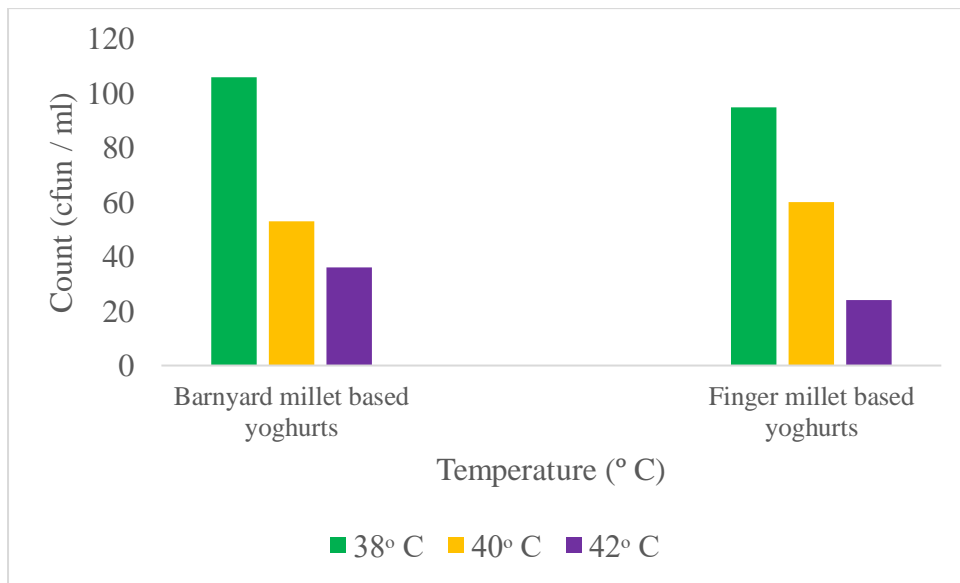 120
100
80
60
40
20
0
Count (cfun / ml)
Barnyard millet based
yoghurts
Finger millet based
yoghurts
Temperature (º C)
38º C 40º C 42º C